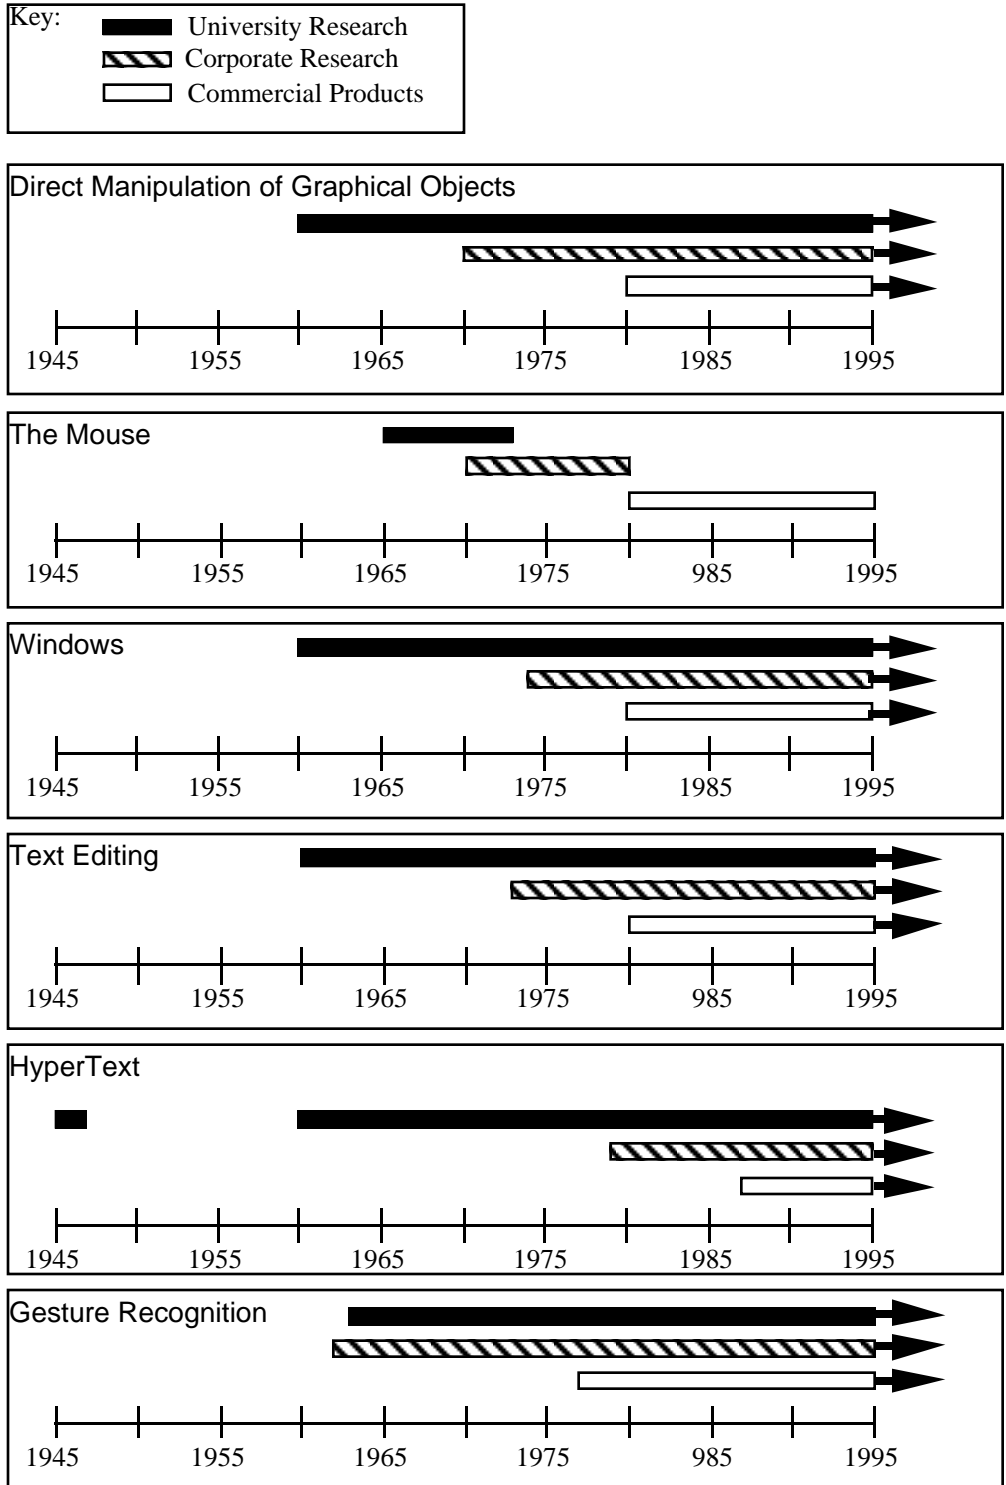 Key:
University Research
Corporate Research
Commercial Products
Direct Manipulation of Graphical Objects
1945 1955 1965 1975 1985 1995
The Mouse
1945 1955 1965 1975 985 1995
Windows
1945 1955 1965 1975 1985 1995
Text Editing
1945 1955 1965 1975 985 1995
HyperText
1945 1955 1965 1975 1985 1995
Gesture Recognition
1945 1955 1965 1975 985 1995